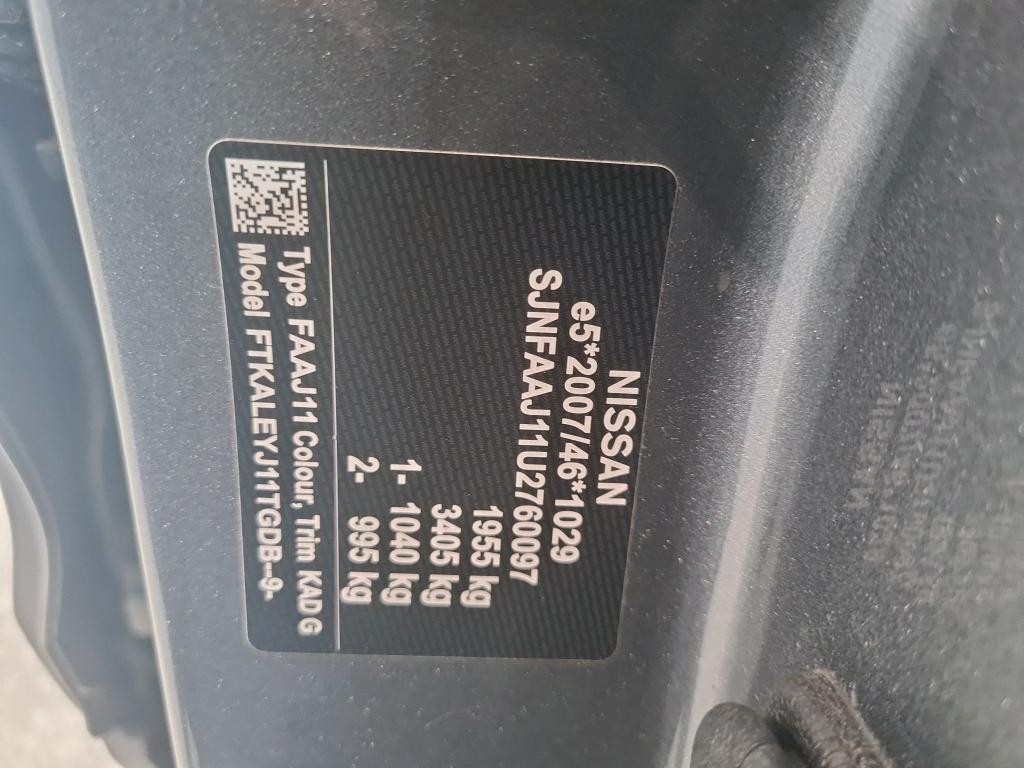 NISSAN
e5*2007/46*1029
SJNFAAJ11U2760097
1955 kg
3405 kg
1- 1040 kg
2- 995 kg
Type FAAJ11 Colour, Trim KAD G
Model FTKALEYJ11TGDB--9-